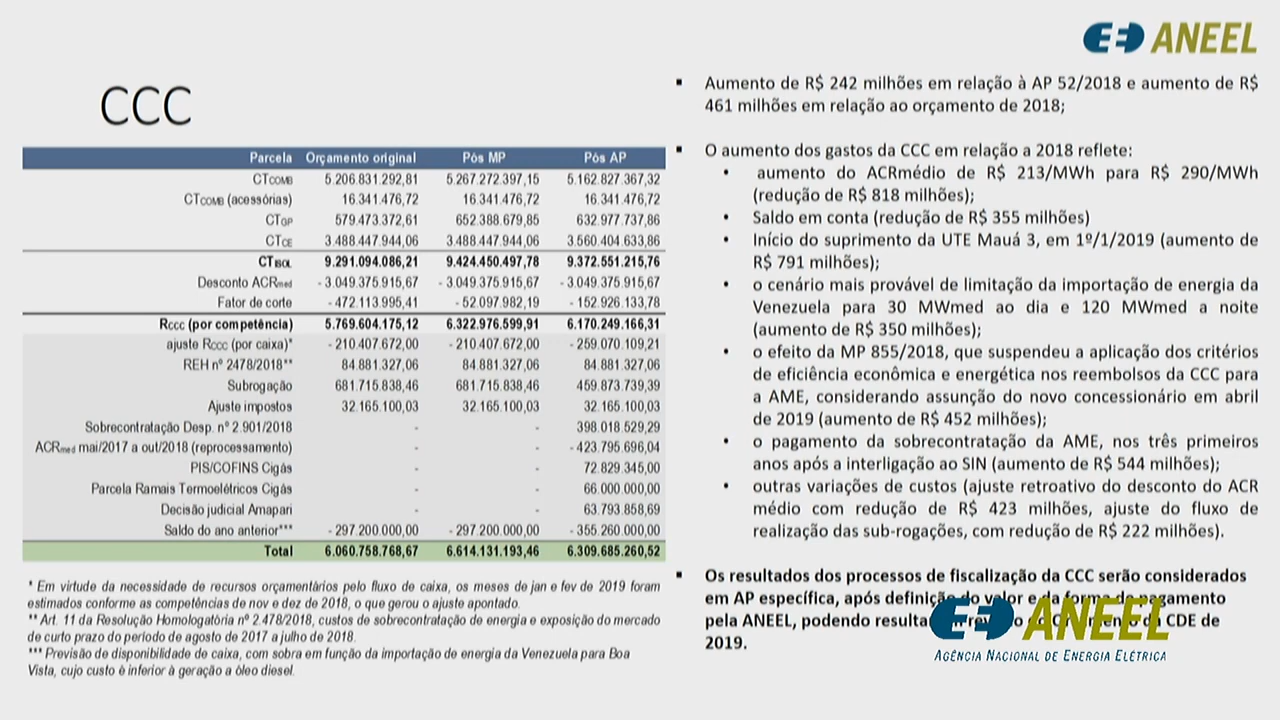 ANEEL
CCC
Parcela Orçamento original Pós MP Pós AP
CTCOMB 5.206.831.292,81 5.267.272.397,15 5.162.827.367,32
CTCOMB (acessórias) 16.341.476,72 16.341.476,72 16.341.476,72
CTGP 579.473.372,61 652.388.679,85 632.977.737,86
CTCE 3.488.447.944,06 3.488.447.944,06 3.560.404.633,86
CTISOL 9.291.094.086,21 9.424.450.497,78 9.372.551.215,76
Desconto ACRmed - 3.049.375.915,67 - 3.049.375.915,67 - 3.049.375.915,67
Fator de corte - 472.113.995,41 - 52.097.982,19 - 152.926.133,78
RCCC (por competência) 5.769.604.175,12 6.322.976.599,91 6.170.249.166,31
ajuste RCCC (por caixa)* - 210.407.672,00 - 210.407.672,00 - 259.070.109,21
REH nº 2478/2018** 84.881.327,06 84.881.327,06 84.881.327,06
Subrogação 681.715.838,46 681.715.838,46 459.873.739,39
Ajuste impostos 32.165.100,03 32.165.100,03 32.165.100,03
Sobrecontratação Desp. nº 2.901/2018 - - 398.018.529,29
ACRmed mai/2017 a out/2018 (reprocessamento) - - - 423.795.696,04
PIS/COFINS Cigás - - 72.829.345,00
Parcela Ramais Termoelétricos Cigás - - 66.000.000,00
Decisão judicial Amapari - - 63.793.858,69
Saldo do ano anterior*** - 297.200.000,00 - 297.200.000,00 - 355.260.000,00
Total 6.060.758.768,67 6.614.131.193,46 6.309.685.260,52
* Em virtude da necessidade de recursos orçamentários pelo fluxo de caixa, os meses de jan e fev de 2019 foram
estimados conforme as competências de nov e dez de 2018, o que gerou o ajuste apontado.
** Art. 11 da Resolução Homologatória nº 2.478/2018, custos de sobrecontratação de energia e exposição do mercado
de curto prazo do período de agosto de 2017 a julho de 2018.
*** Previsão de disponibilidade de caixa, com sobra em função da importação de energia da Venezuela para Boa
Vista, cujo custo é inferior à geração a óleo diesel.
▪ Aumento de R$ 242 milhões em relação à AP 52/2018 e aumento de R$
461 milhões em relação ao orçamento de 2018;
▪ O aumento dos gastos da CCC em relação a 2018 reflete:
• aumento do ACRmédio de R$ 213/MWh para R$ 290/MWh
(redução de R$ 818 milhões);
• Saldo em conta (redução de R$ 355 milhões)
• Início do suprimento da UTE Mauá 3, em 1º/1/2019 (aumento de
R$ 791 milhões);
• o cenário mais provável de limitação da importação de energia da
Venezuela para 30 MWmed ao dia e 120 MWmed a noite
(aumento de R$ 350 milhões);
• o efeito da MP 855/2018, que suspendeu a aplicação dos critérios
de eficiência econômica e energética nos reembolsos da CCC para
a AME, considerando assunção do novo concessionário em abril
de 2019 (aumento de R$ 452 milhões);
• o pagamento da sobrecontratação da AME, nos três primeiros
anos após a interligação ao SIN (aumento de R$ 544 milhões);
• outras variações de custos (ajuste retroativo do desconto do ACR
médio com redução de R$ 423 milhões, ajuste do fluxo de
realização das sub-rogações, com redução de R$ 222 milhões).
▪ Os resultados dos processos de fiscalização da CCC serão considerados
em AP específica, após definição do valor e da forma de pagamento
pela ANEEL, podendo CDE de
2019.
ANEEL
AGÊNCIA NACIONAL DE ENERGIA ELÉTRICA